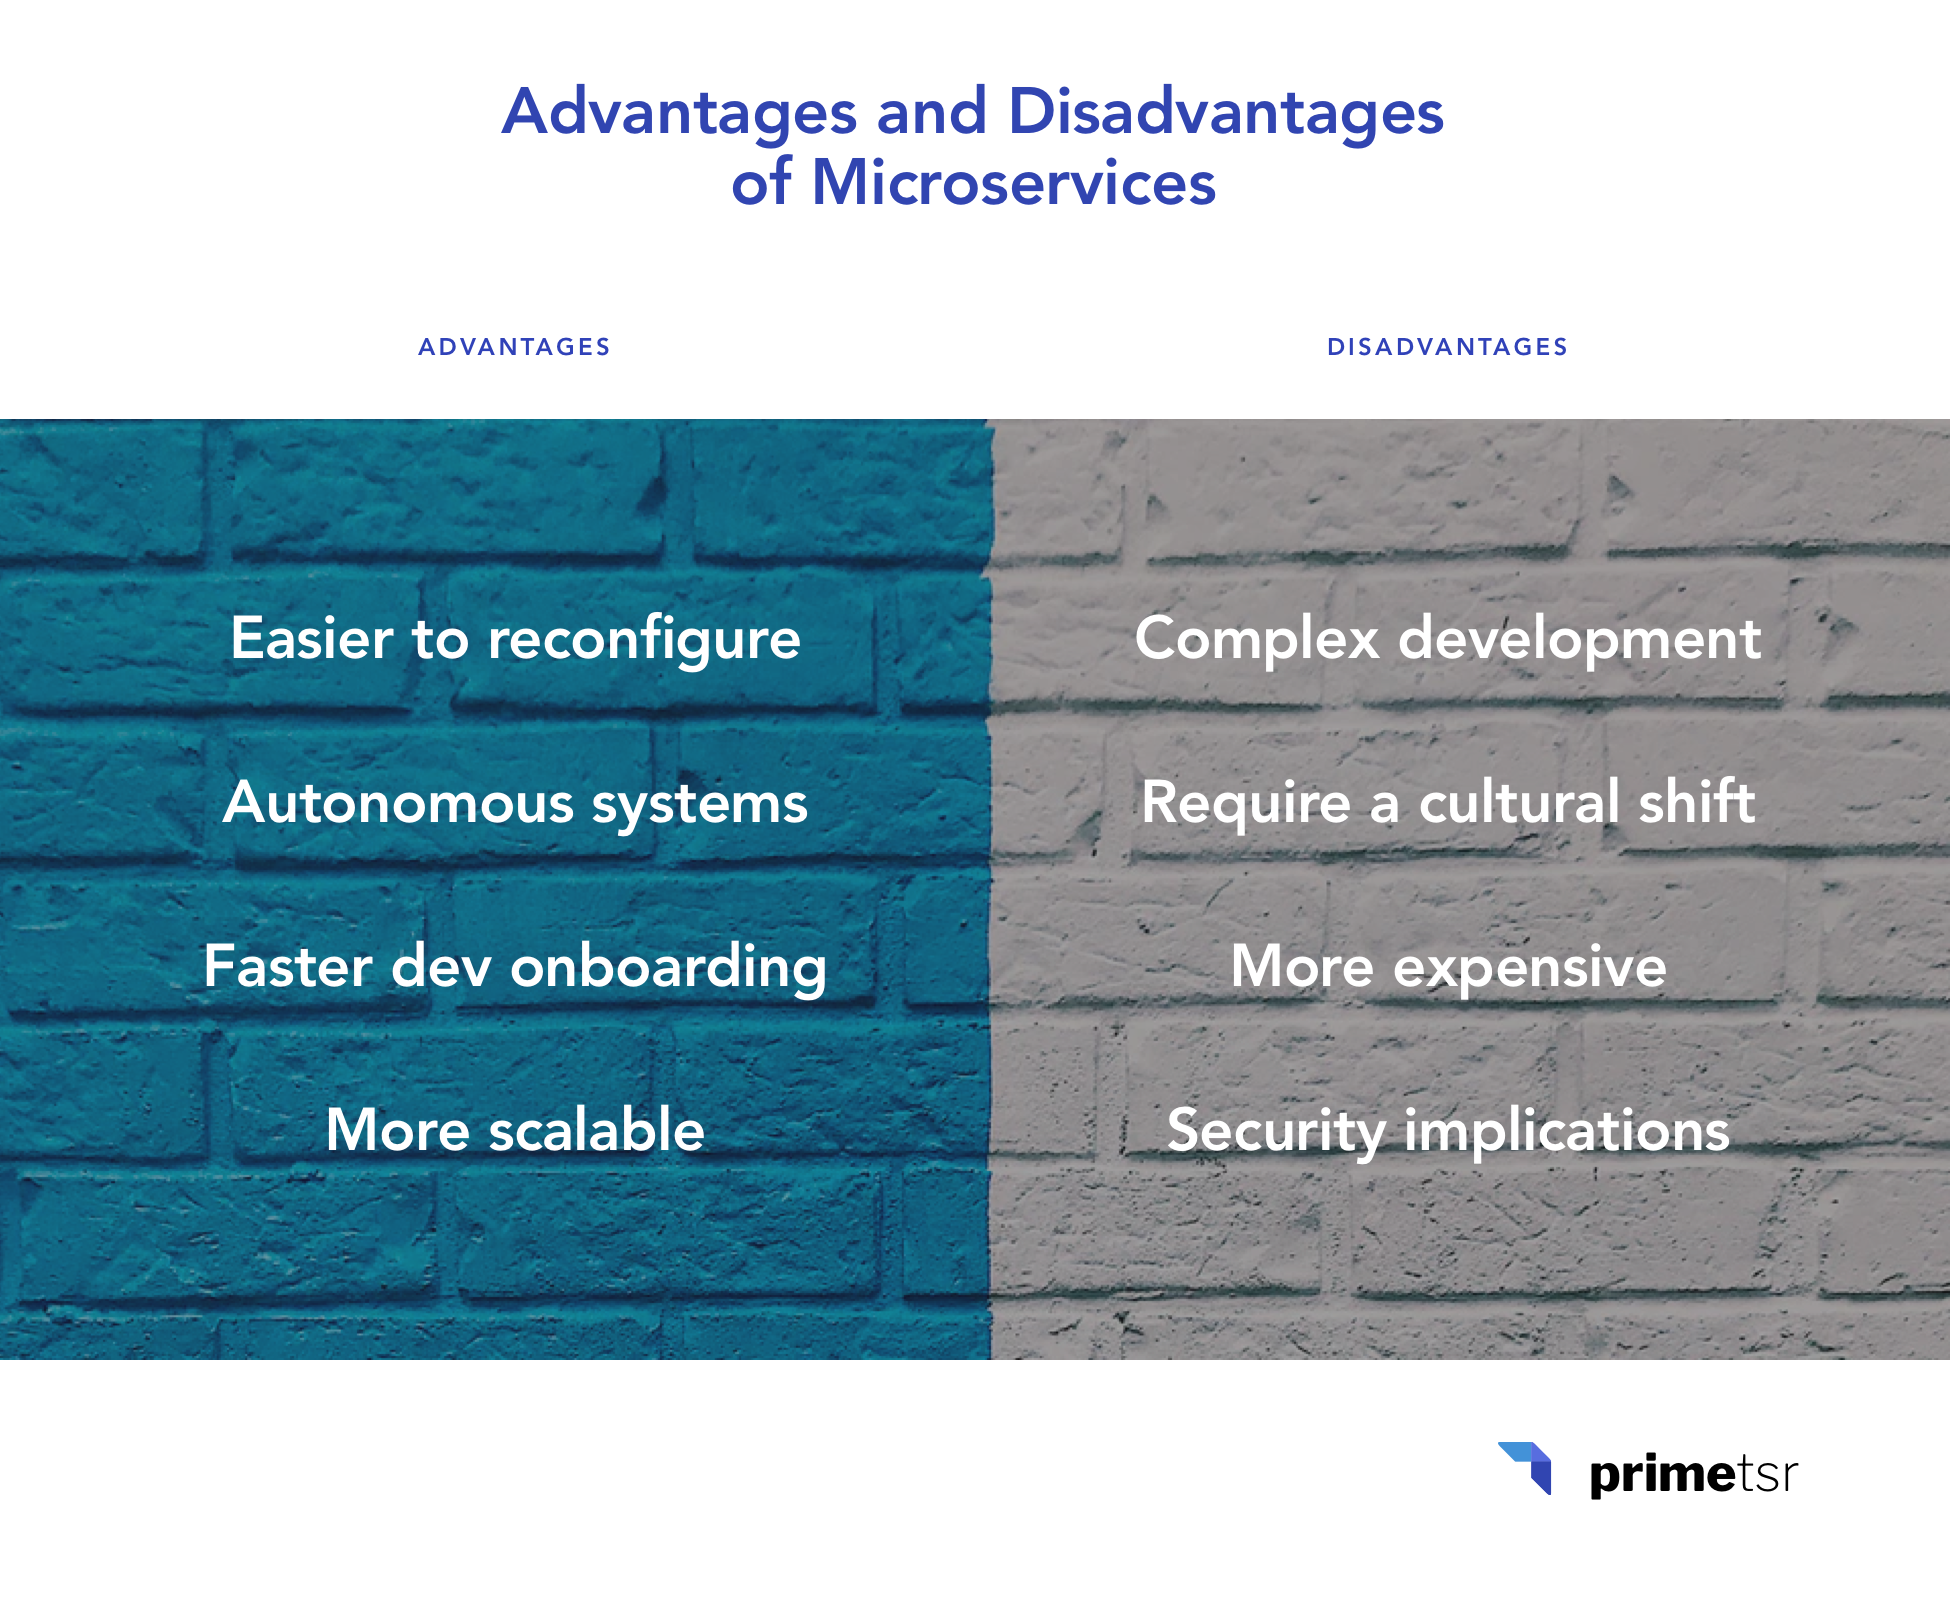 Advantages and Disadvantages
of Microservices
ADVANTAGES
DISADVANTAGES
Easier to reconfigure
Autonomous systems
Faster dev onboarding
More scalable
Complex development
Require a cultural shift
More expensive
Security implications
primetsr